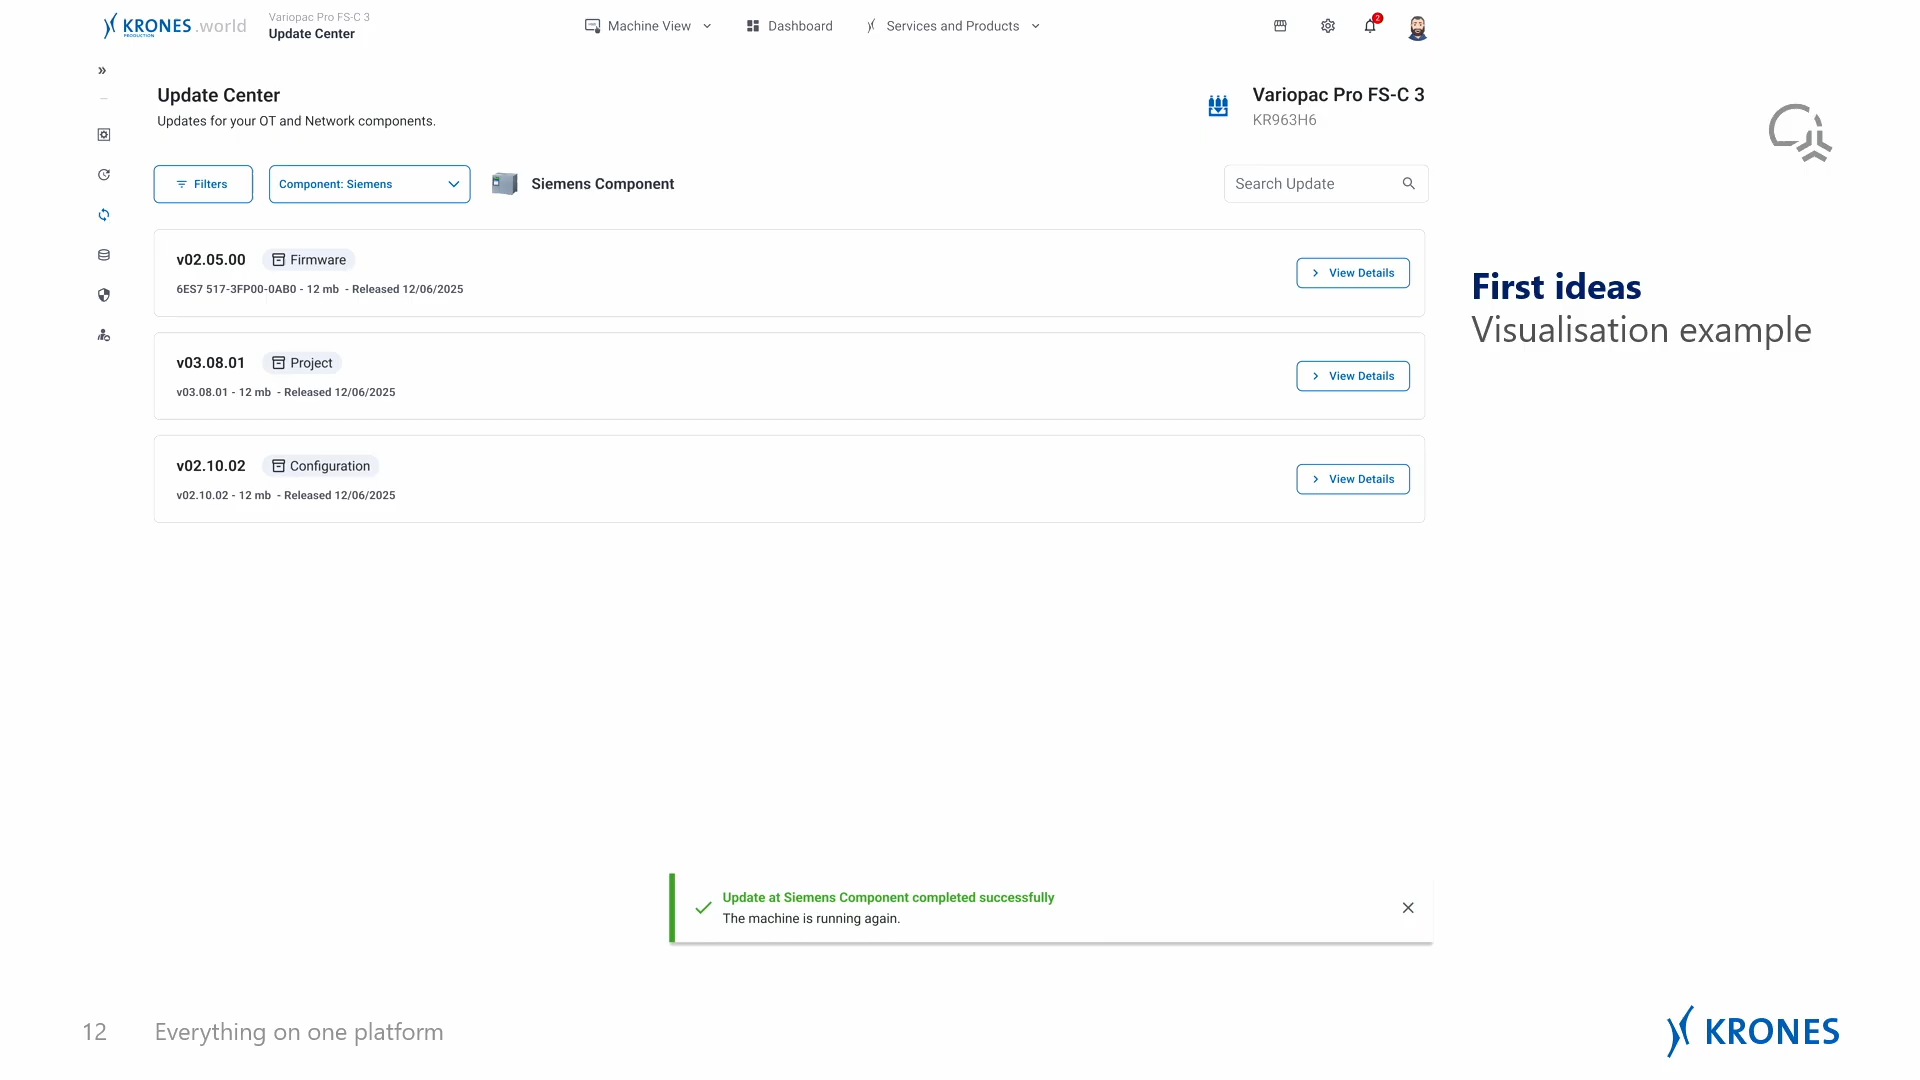 KRONES .world
PRODUCTION
Variopac Pro FS-C 3
Update Center
Machine View
Dashboard
Services and Products
2
Update Center
Updates for your OT and Network components.
Variopac Pro FS-C 3
KR963H6
Filters
Component: Siemens
Siemens Component
Search Update
v02.05.00 Firmware
6ES7 517-3FP00-0AB0 - 12 mb - Released 12/06/2025
View Details
v03.08.01 Project
v03.08.01 - 12 mb - Released 12/06/2025
View Details
v02.10.02 Configuration
v02.10.02 - 12 mb - Released 12/06/2025
View Details
First ideas
Visualisation example
Update at Siemens Component completed successfully
The machine is running again.
12 Everything on one platform
KRONES